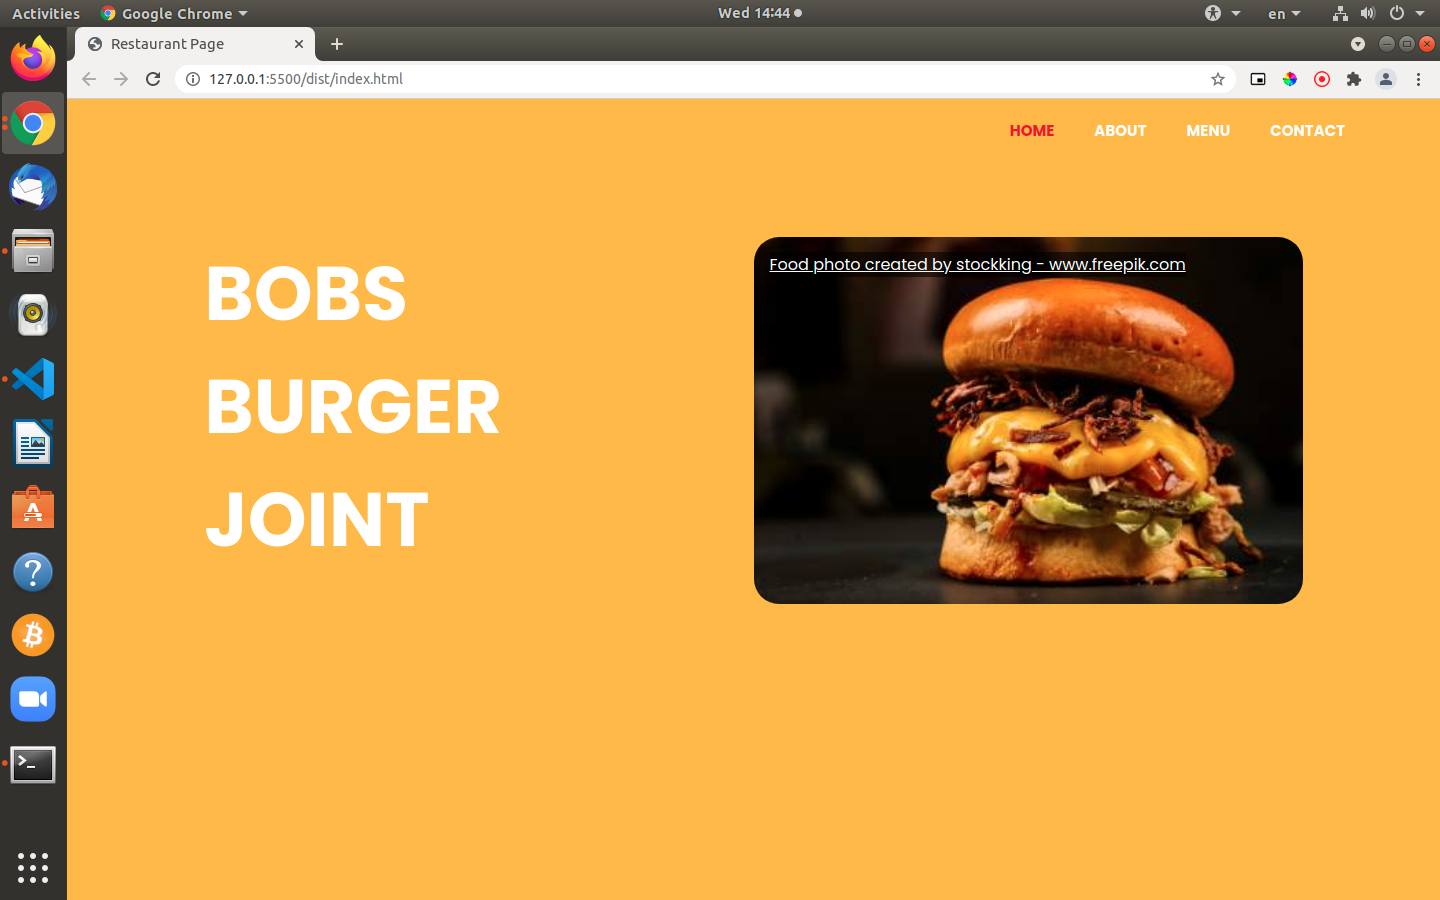 Activities Google Chrome Wed 14:44 en
Restaurant Page
127.0.0.1:5500/dist/index.html
HOME ABOUT MENU CONTACT
Food photo created by stockking - www.freepik.com
BOBS
BURGER
JOINT